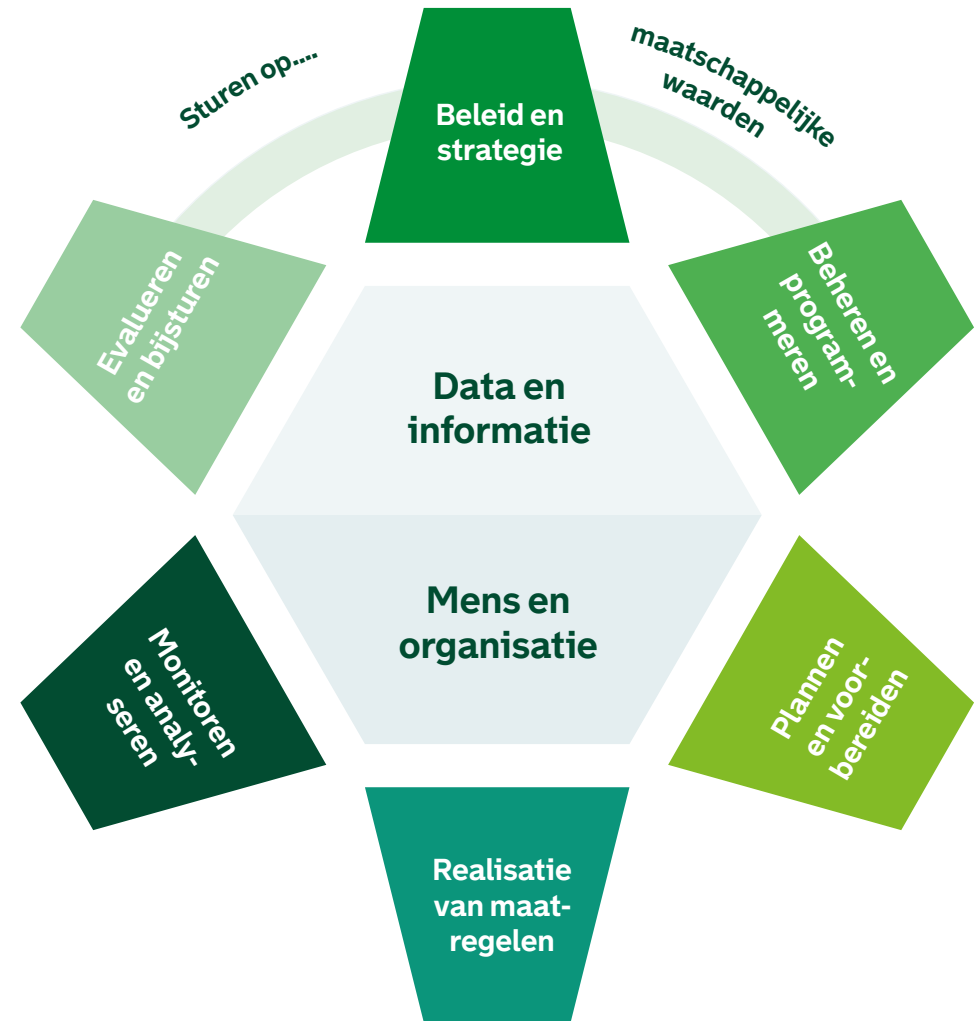 Sturen op....
maatschappelijke
waarden
Beleid en
strategie
Beheren en
program-
meren
Plannen
en voor-
bereiden
Realisatie
van maat-
regelen
Monitoren
en analy-
seren
Evalueren
en bijsturen
Data en
informatie
Mens en
organisatie